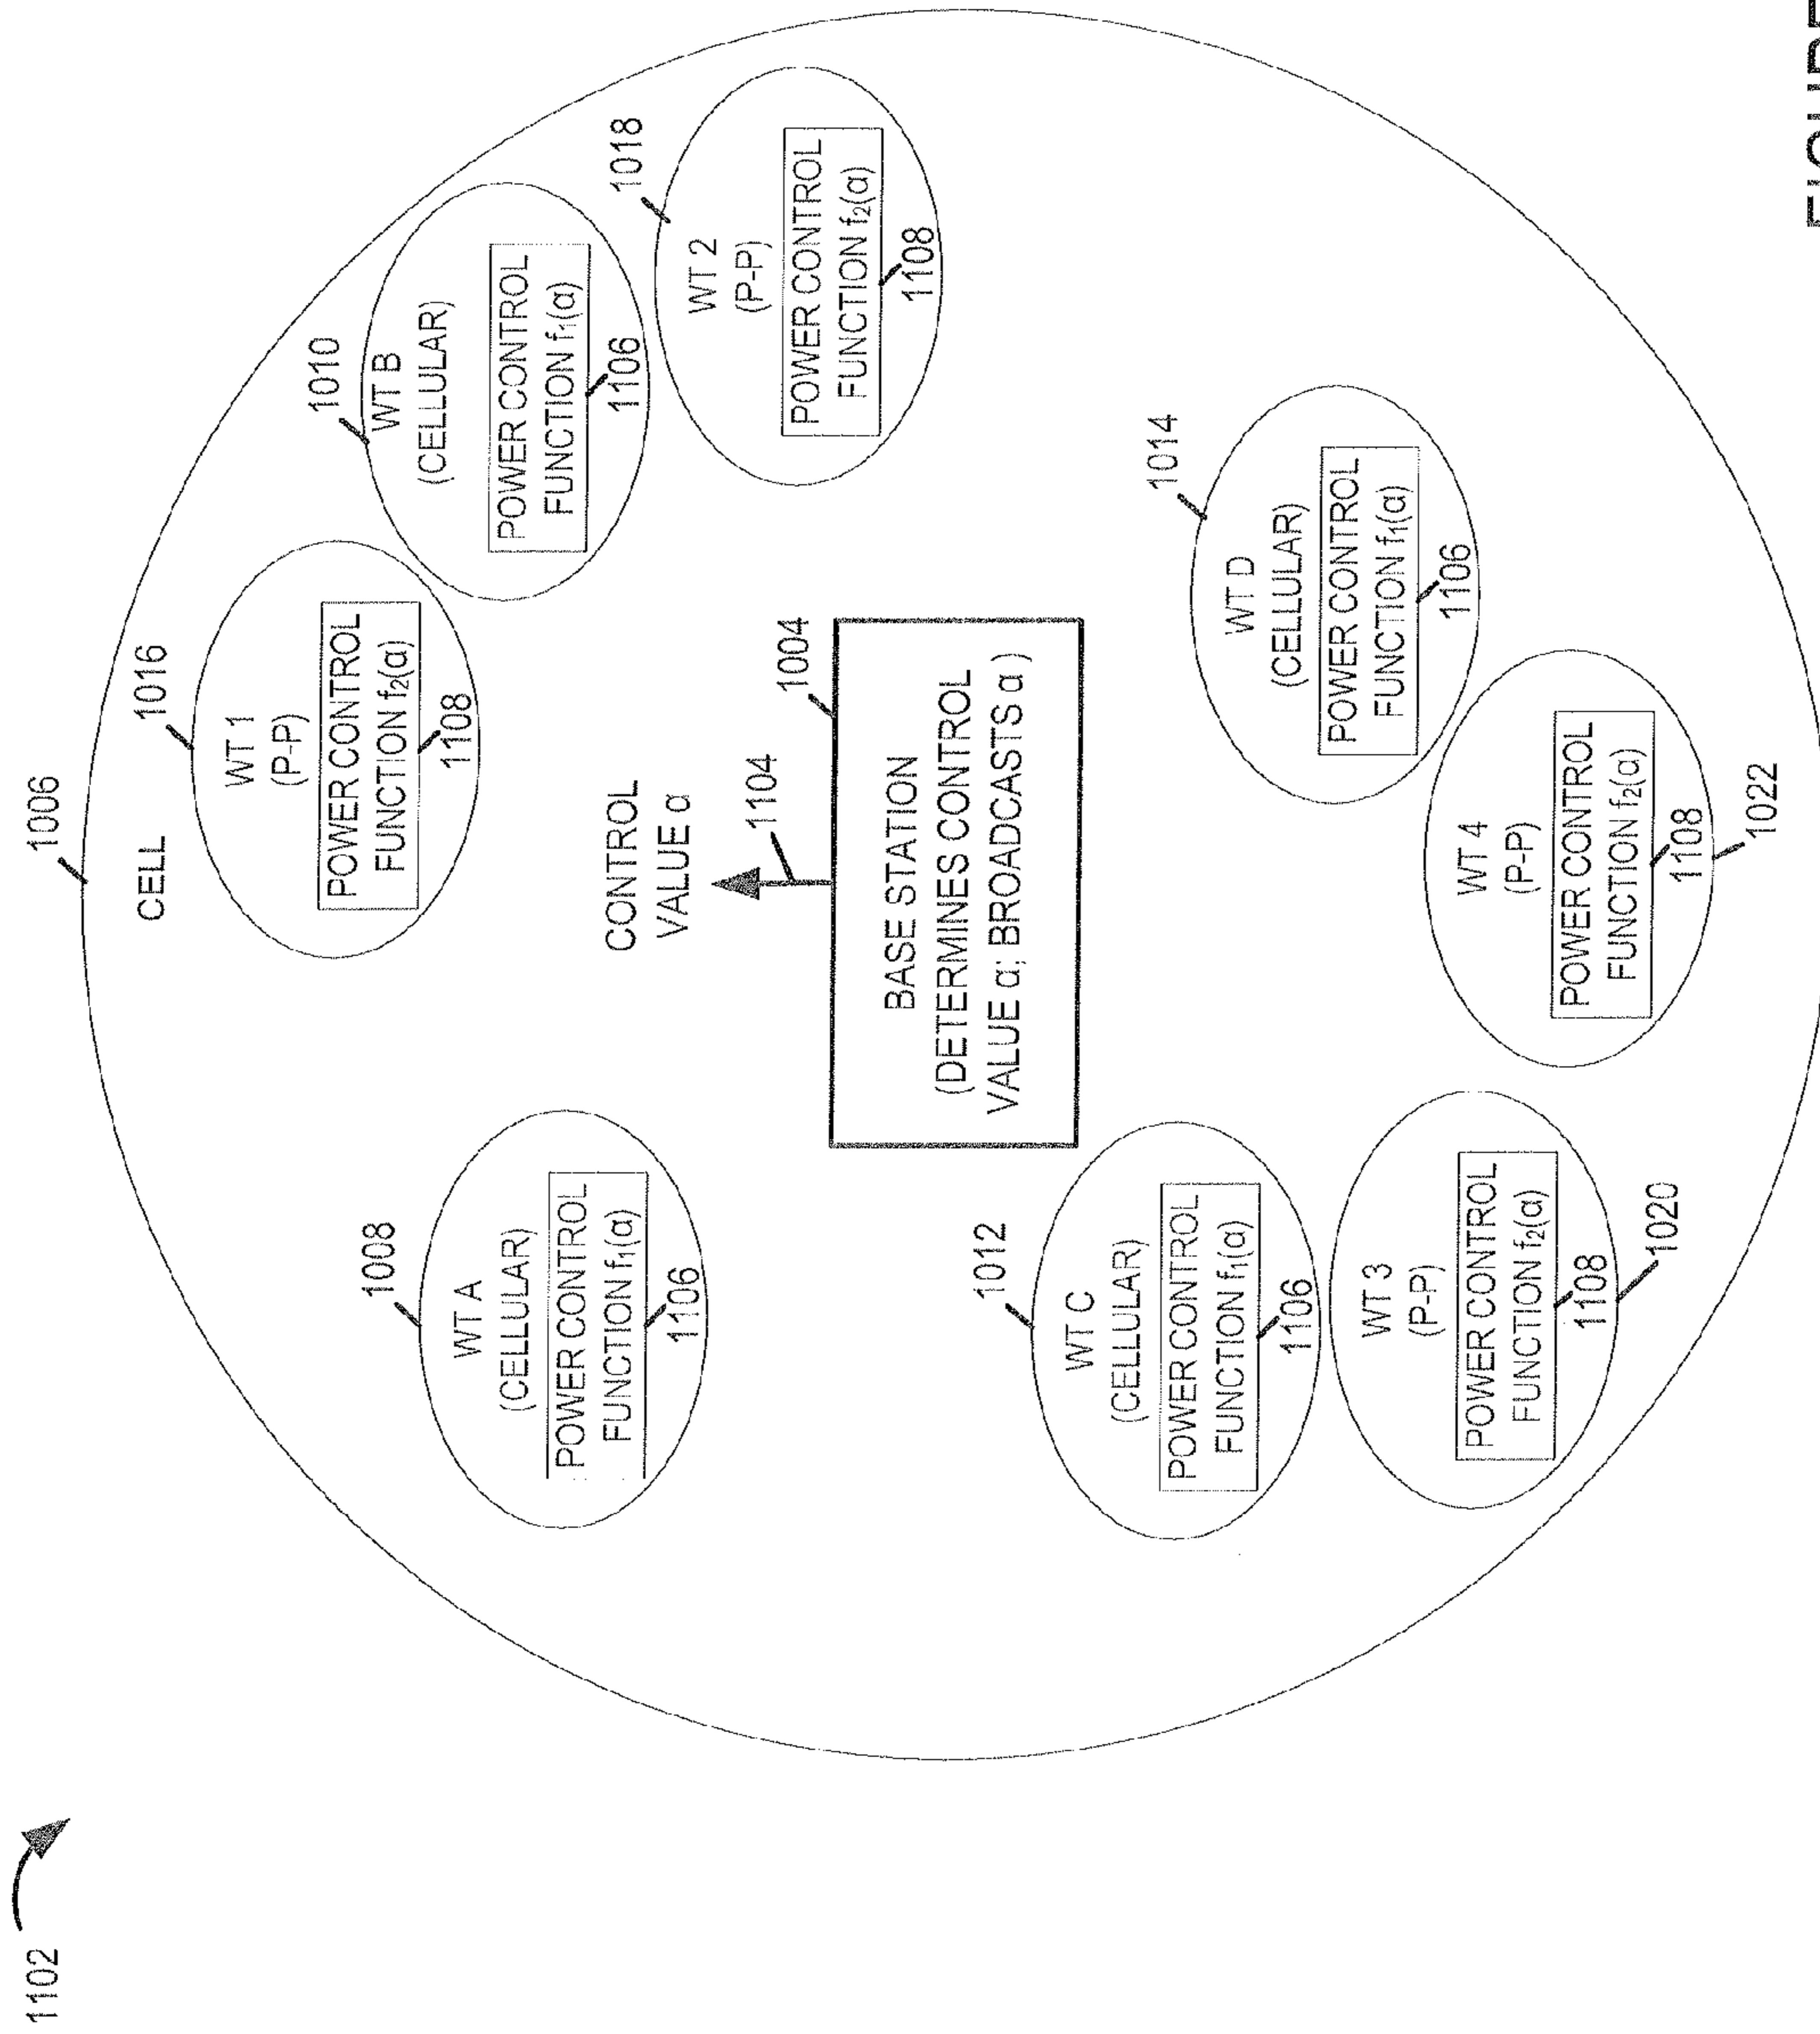 1102
1006
CELL
1016
WT 1
(P-P)
POWER CONTROL
FUNCTION f₂(α)
1108
1010
WT B
(CELLULAR)
POWER CONTROL
FUNCTION f₁(α)
1106
1018
WT 2
(P-P)
POWER CONTROL
FUNCTION f₂(α)
1108
1008
WT A
(CELLULAR)
POWER CONTROL
FUNCTION f₁(α)
1106
CONTROL
VALUE α
1104
1004
BASE STATION
(DETERMINES CONTROL
VALUE α; BROADCASTS α )
1012
WT C
(CELLULAR)
POWER CONTROL
FUNCTION f₁(α)
1106
1014
WT D
(CELLULAR)
POWER CONTROL
FUNCTION f₁(α)
1106
WT 3
(P-P)
POWER CONTROL
FUNCTION f₂(α)
1108
1020
WT 4
(P-P)
POWER CONTROL
FUNCTION f₂(α)
1108
1022
FIGURE